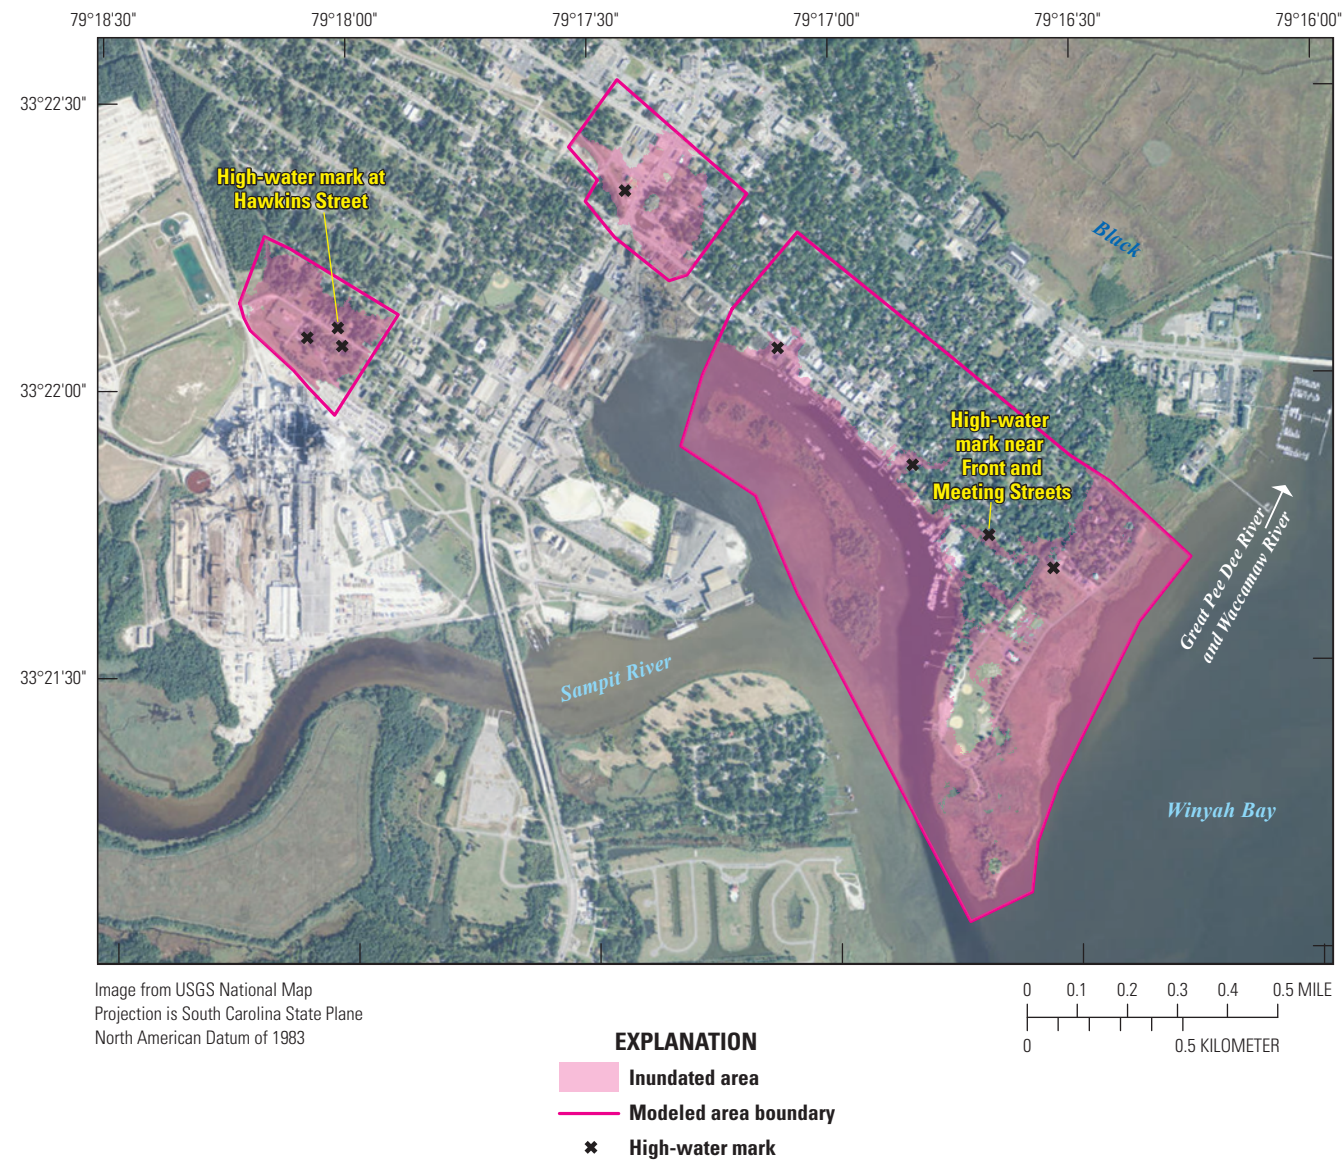 79°18'30" 79°18'00" 79°17'30" 79°17'00" 79°16'30" 79°16'00"
33°22'30"
High-water mark at
Hawkins Street
Black
33°22'00"
High-water
mark near
Front and
Meeting Streets
Great Pee Dee River
and Waccamaw River
33°21'30"
Sampit River
Winyah Bay
Image from USGS National Map
Projection is South Carolina State Plane
North American Datum of 1983
0 0.1 0.2 0.3 0.4 0.5 MILE
0 0.5 KILOMETER
EXPLANATION
Inundated area
Modeled area boundary
High-water mark